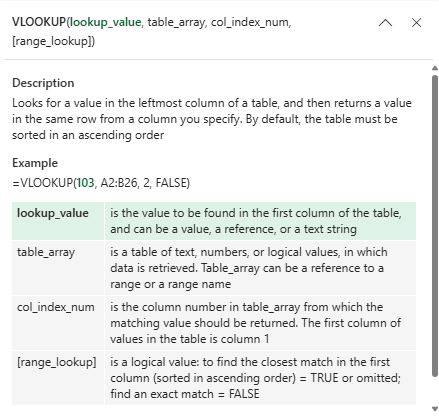 VLOOKUP(lookup_value, table_array, col_index_num,
[range_lookup])
Description
Looks for a value in the leftmost column of a table, and then returns a value
in the same row from a column you specify. By default, the table must be
sorted in an ascending order
Example
=VLOOKUP(103, A2:B26, 2, FALSE)
lookup_value is the value to be found in the first column of the table,
and can be a value, a reference, or a text string
table_array is a table of text, numbers, or logical values, in which
data is retrieved. Table_array can be a reference to a
range or a range name
col_index_num is the column number in table_array from which the
matching value should be returned. The first column of
values in the table is column 1
[range_lookup] is a logical value: to find the closest match in the first
column (sorted in ascending order) = TRUE or omitted;
find an exact match = FALSE